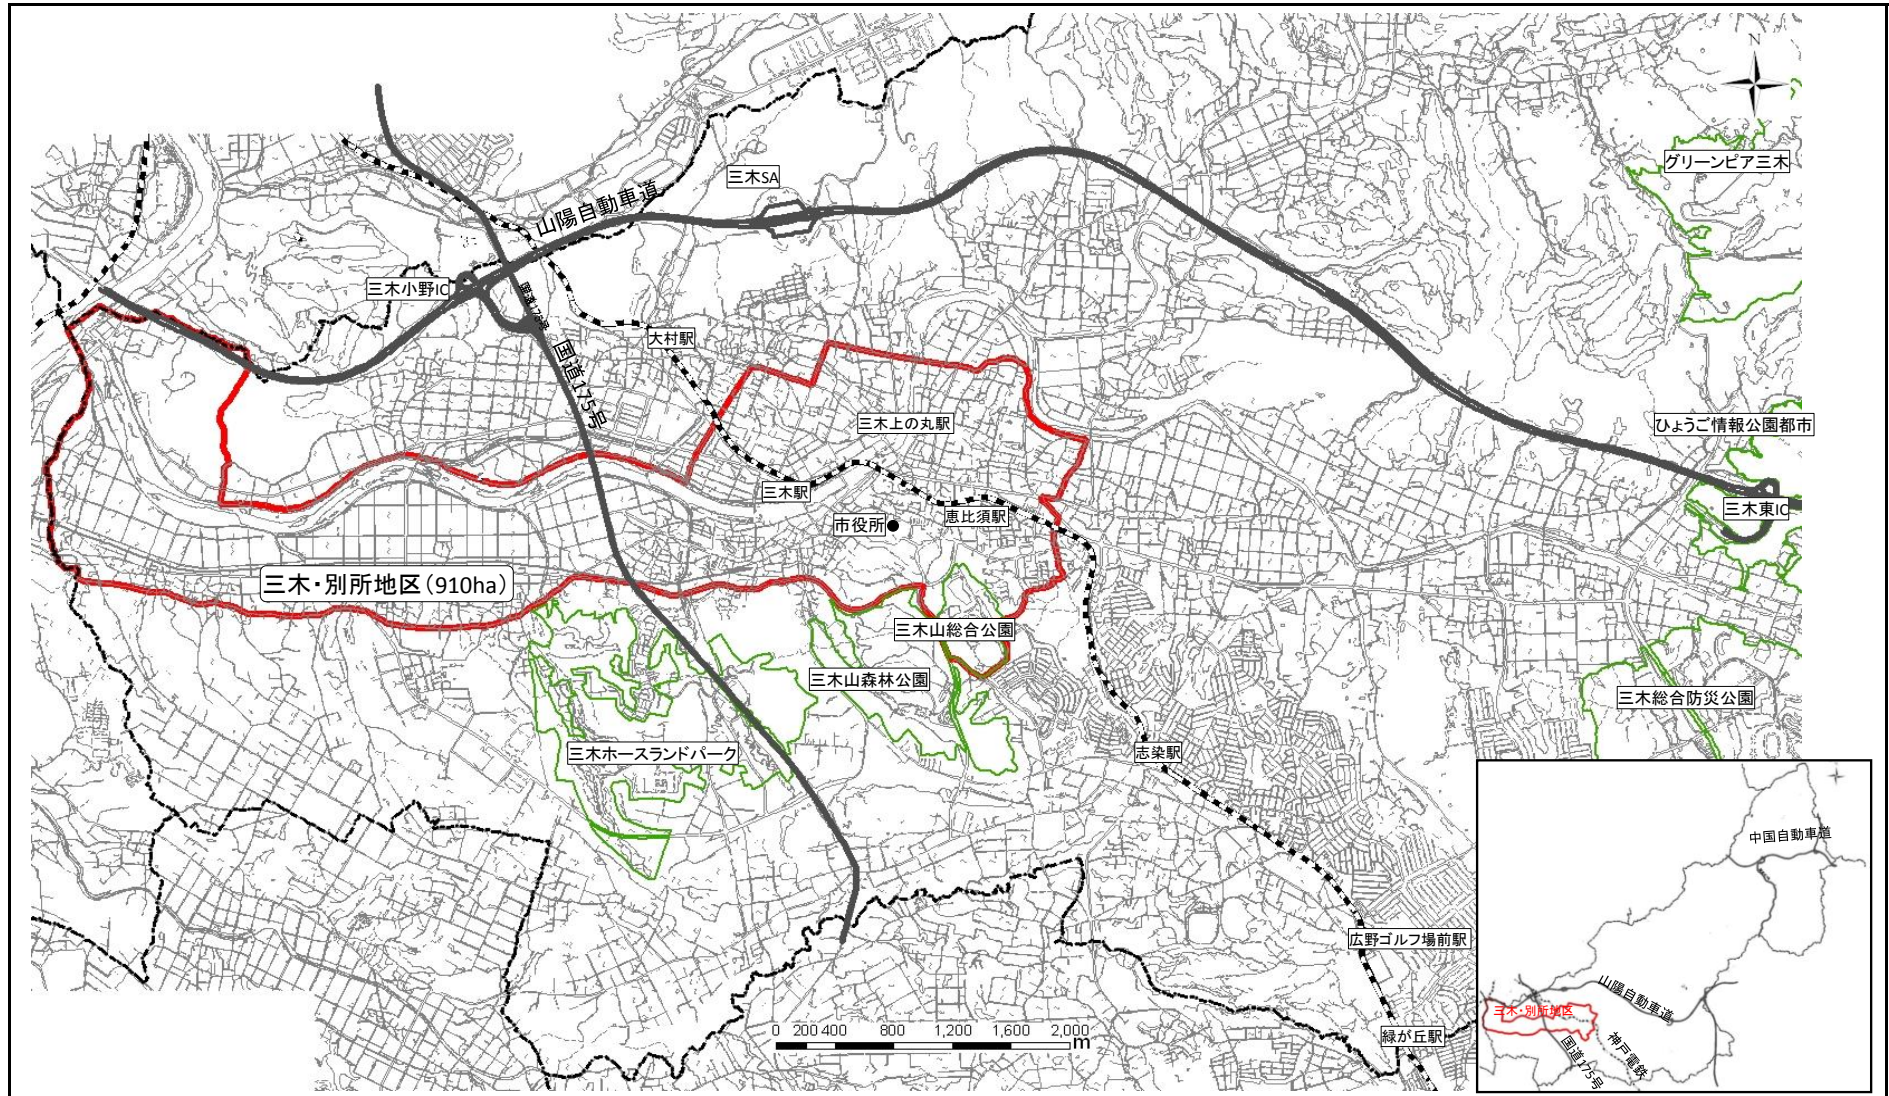 N
グリーンピア三木
三木SA
山陽自動車道
三木小野IC
国道175号
大村駅
国道175号
三木上の丸駅
ひょうご情報公園都市
三木駅
三木東IC
恵比須駅
市役所
三木・別所地区(910ha)
三木山総合公園
三木山森林公園
三木総合防災公園
三木ホースランドパーク
志染駅
中国自動車道
広野ゴルフ場前駅
山陽自動車道
三木・別所地区
神戸電鉄
国道175号
緑が丘駅
0 200 400 800 1,200 1,600 2,000
m